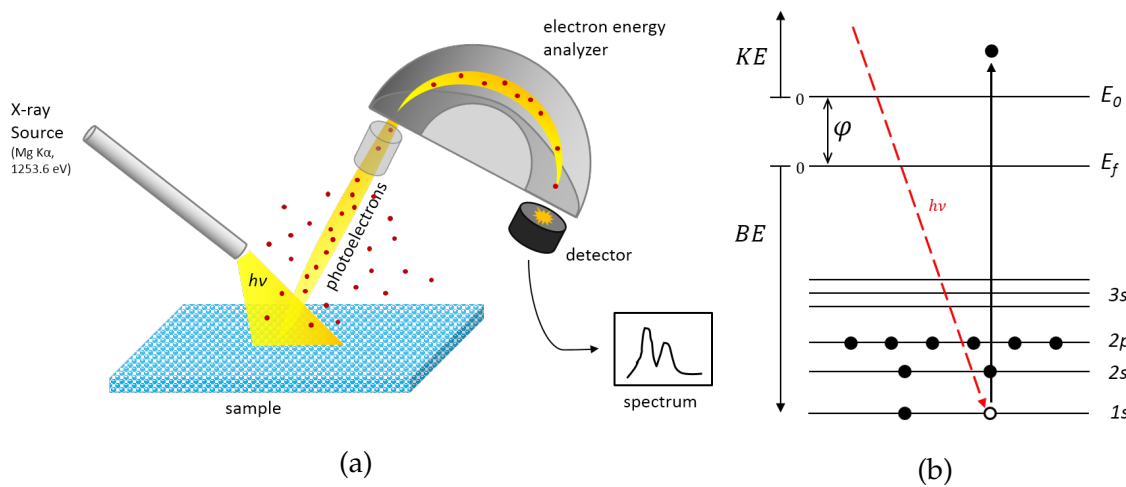 electron energy
analyzer
X-ray
Source
(Mg Kα,
1253.6 eV)
hν
photoelectrons
detector
sample
spectrum
(a)
KE
0
E₀
φ
0
E_f
hν
BE
3s
2p
2s
1s
(b)